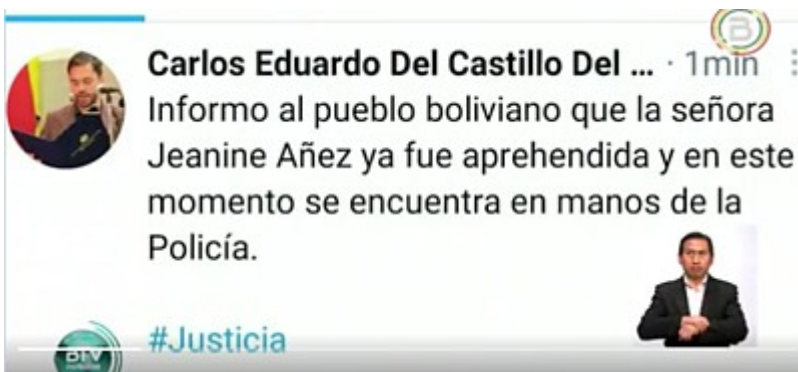 B
Carlos Eduardo Del Castillo Del ... · 1min
Informo al pueblo boliviano que la señora
Jeanine Añez ya fue aprehendida y en este
momento se encuentra en manos de la
Policía.
#Justicia
BTV